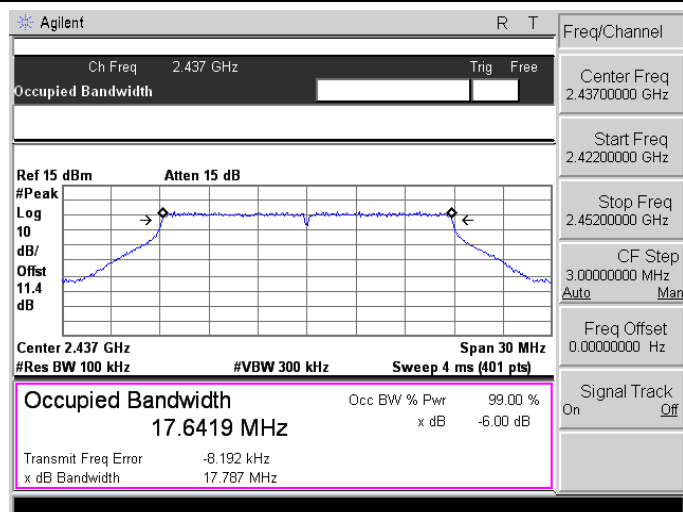 Agilent R T
Ch Freq 2.437 GHz Trig Free
Occupied Bandwidth
Ref 15 dBm Atten 15 dB
#Peak
Log
10
dB/
Offst
11.4
dB
Center 2.437 GHz Span 30 MHz
#Res BW 100 kHz #VBW 300 kHz Sweep 4 ms (401 pts)
Occupied Bandwidth Occ BW % Pwr 99.00 %
17.6419 MHz x dB -6.00 dB
Transmit Freq Error -8.192 kHz
x dB Bandwidth 17.787 MHz
Freq/Channel
Center Freq
2.43700000 GHz
Start Freq
2.42200000 GHz
Stop Freq
2.45200000 GHz
CF Step
3.00000000 MHz
Auto Man
Freq Offset
0.00000000 Hz
Signal Track
On Off